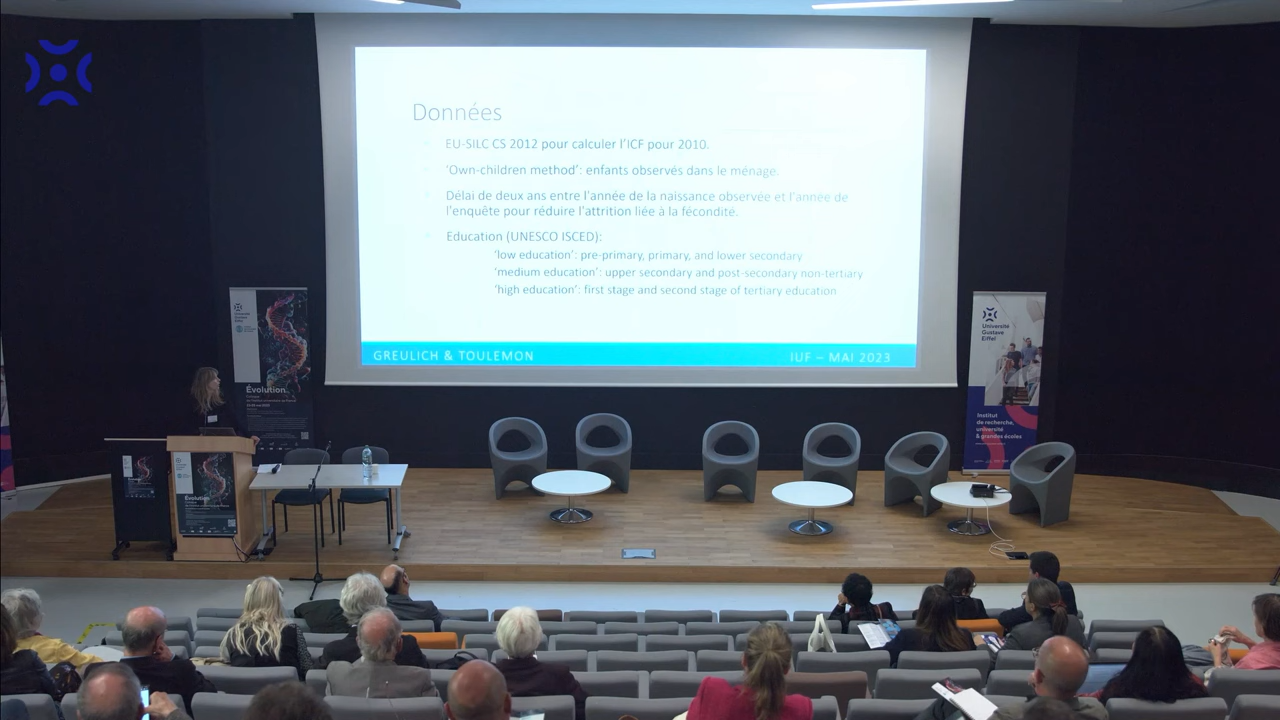 Données
EU-SILC CS 2012 pour calculer l'ICF pour 2010.
'Own-children method': enfants observés dans le ménage.
Délai de deux ans entre l'année de la naissance observée et l'année de
l'enquête pour réduire l'attrition liée à la fécondité.
Education (UNESCO ISCED):
'low education': pre-primary, primary, and lower secondary
'medium education': upper secondary and post-secondary non-tertiary
'high education': first stage and second stage of tertiary education
GREULICH & TOULEMON
IUF – MAI 2023
Évolution
Université
Gustave
Eiffel
Institut
de recherche,
université
& grandes écoles
Évolution